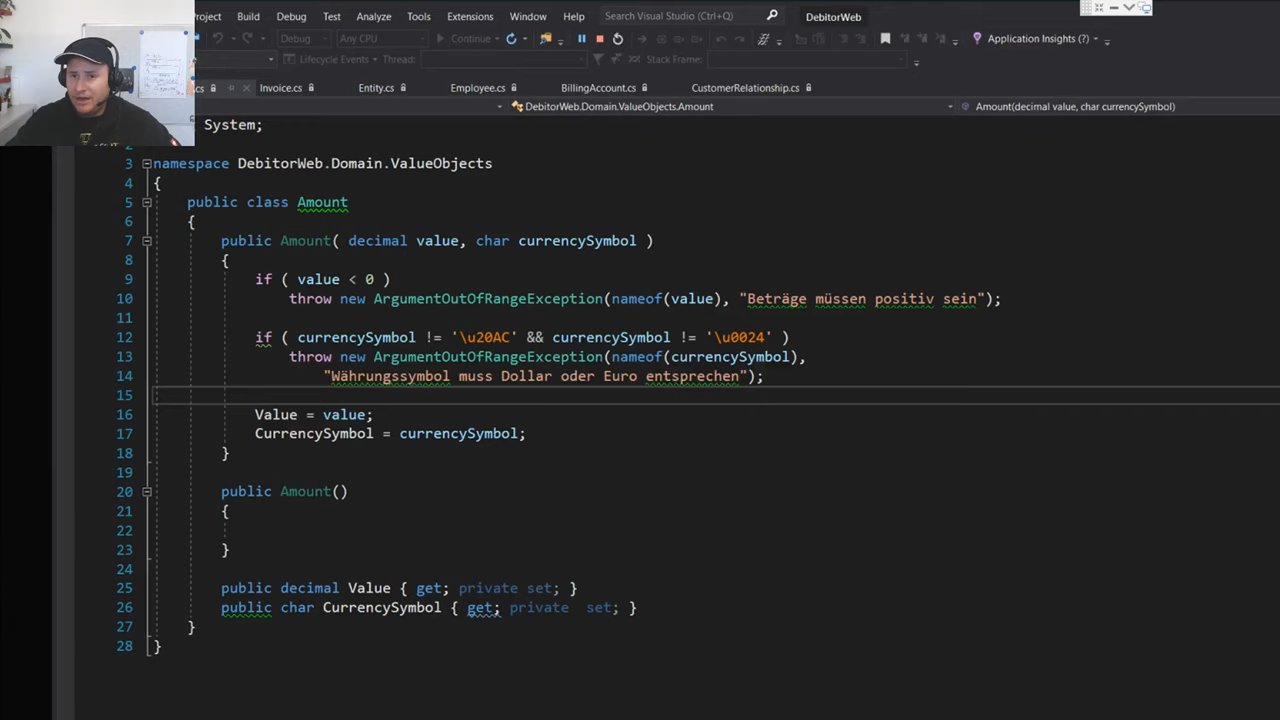 Project Build Debug Test Analyze Tools Extensions Window Help Search Visual Studio (Ctrl+Q) DebitorWeb
Debug Any CPU Continue Application Insights (?)
Lifecycle Events Thread: Stack Frame:
.cs Invoice.cs Entity.cs Employee.cs BillingAccount.cs CustomerRelationship.cs
DebitorWeb.Domain.ValueObjects.Amount Amount(decimal value, char currencySymbol)
System;
2
3 namespace DebitorWeb.Domain.ValueObjects
4 {
5 public class Amount
6 {
7 public Amount( decimal value, char currencySymbol )
8 {
9 if ( value < 0 )
10 throw new ArgumentOutOfRangeException(nameof(value), "Beträge müssen positiv sein");
11
12 if ( currencySymbol != '\u20AC' && currencySymbol != '\u0024' )
13 throw new ArgumentOutOfRangeException(nameof(currencySymbol),
14 "Währungssymbol muss Dollar oder Euro entsprechen");
15
16 Value = value;
17 CurrencySymbol = currencySymbol;
18 }
19
20 public Amount()
21 {
22
23 }
24
25 public decimal Value { get; private set; }
26 public char CurrencySymbol { get; private set; }
27 }
28 }